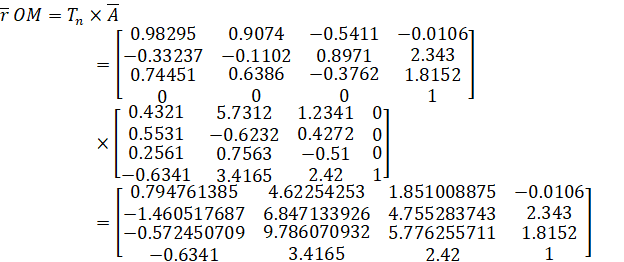 r̅ OM = Tₙ × A̅
= [ 0.98295 0.9074 −0.5411 −0.0106
−0.33237 −0.1102 0.8971 2.343
0.74451 0.6386 −0.3762 1.8152
0 0 0 1 ]
× [ 0.4321 5.7312 1.2341 0
0.5531 −0.6232 0.4272 0
0.2561 0.7563 −0.51 0
−0.6341 3.4165 2.42 1 ]
= [ 0.794761385 4.62254253 1.851008875 −0.0106
−1.460517687 6.847133926 4.755283743 2.343
−0.572450709 9.786070932 5.776255711 1.8152
−0.6341 3.4165 2.42 1 ]